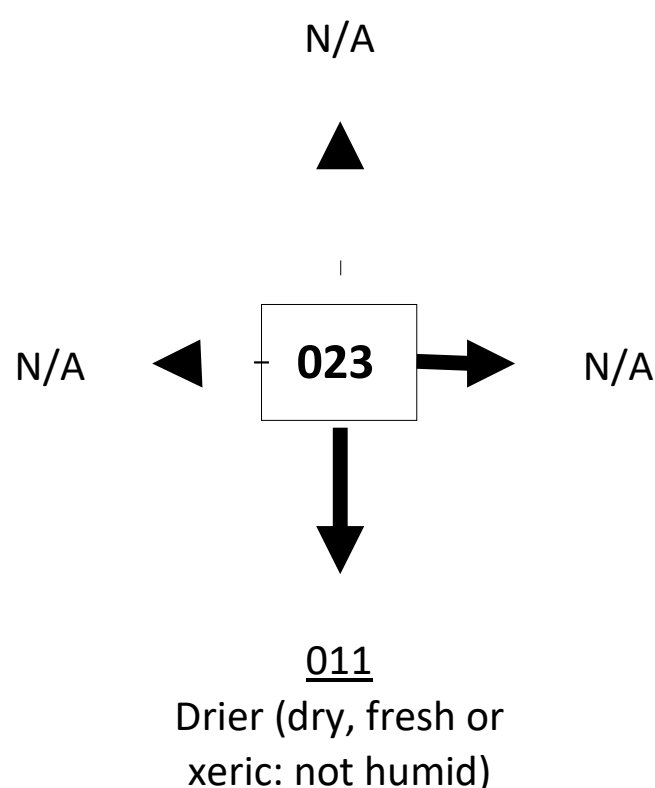 N/A
N/A
023
N/A
011
Drier (dry, fresh or
xeric: not humid)